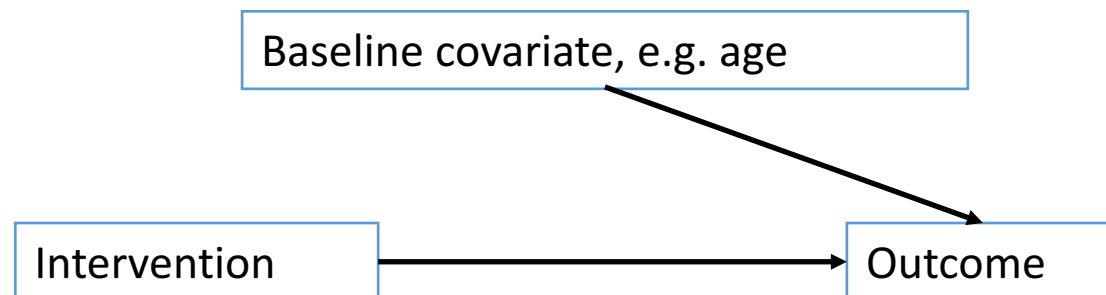 Baseline covariate, e.g. age
Intervention
Outcome